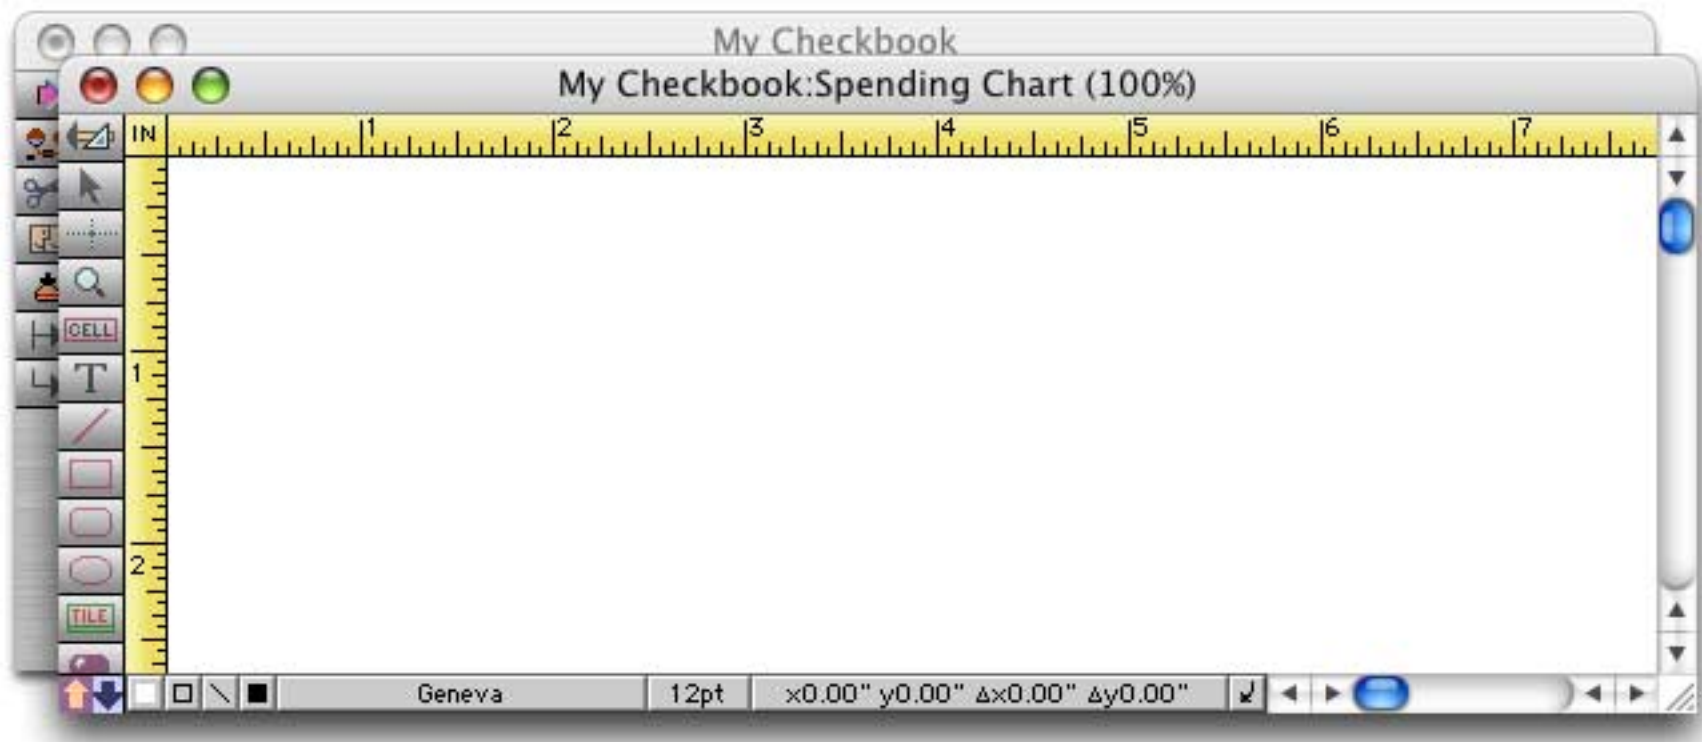 My Checkbook
My Checkbook:Spending Chart (100%)
IN 1 2 3 4 5 6 7
CELL
T
1
2
TILE
Geneva 12pt x0.00" y0.00" Δx0.00" Δy0.00"